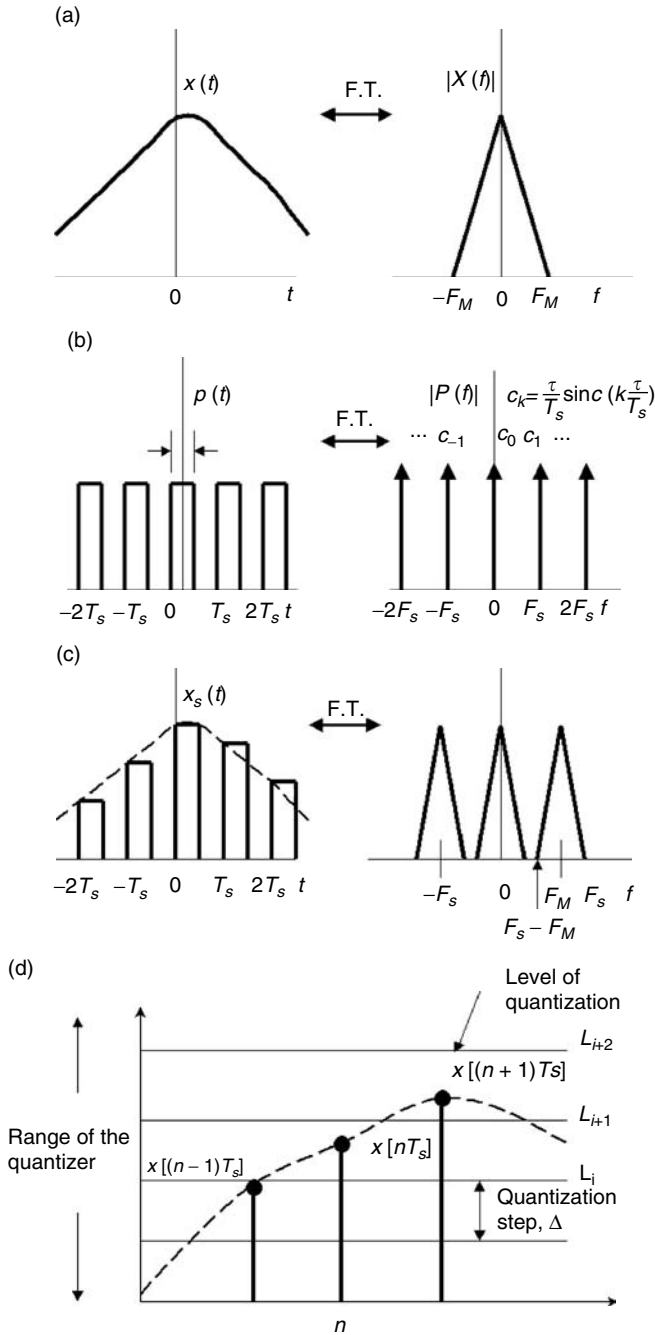 (a)
x (t)
F.T.
|X (f)|
0
t
−F_M
0
F_M
f
(b)
p (t)
F.T.
|P (f)|
c_k= τ/T_s sinc (k τ/T_s)
... c_−1 c_0 c_1 ...
−2T_s −T_s 0 T_s 2T_s t
−2F_s −F_s 0 F_s 2F_s f
(c)
x_s (t)
F.T.
−2T_s −T_s 0 T_s 2T_s t
−F_s 0 F_M F_s f
F_s − F_M
(d)
Level of
quantization
L_i+2
x [(n + 1)Ts]
L_i+1
Range of the
quantizer
x [(n − 1)T_s]
x [nT_s]
L_i
Quantization
step, Δ
n